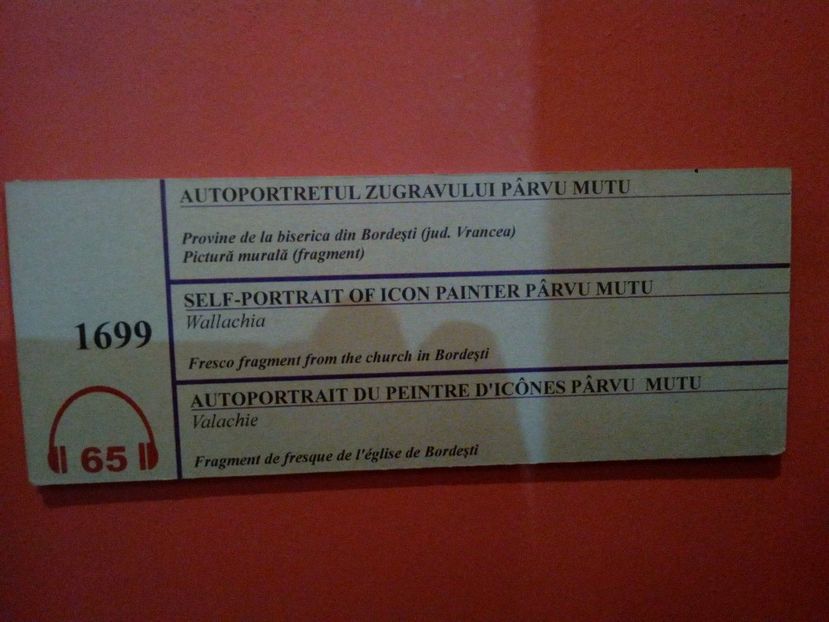 1699
65
AUTOPORTRETUL ZUGRAVULUI PÂRVU MUTU
Provine de la biserica din Bordeşti (jud. Vrancea)
Pictură murală (fragment)
SELF-PORTRAIT OF ICON PAINTER PÂRVU MUTU
Wallachia
Fresco fragment from the church in Bordeşti
AUTOPORTRAIT DU PEINTRE D'ICÔNES PÂRVU MUTU
Valachie
Fragment de fresque de l'église de Bordeşti